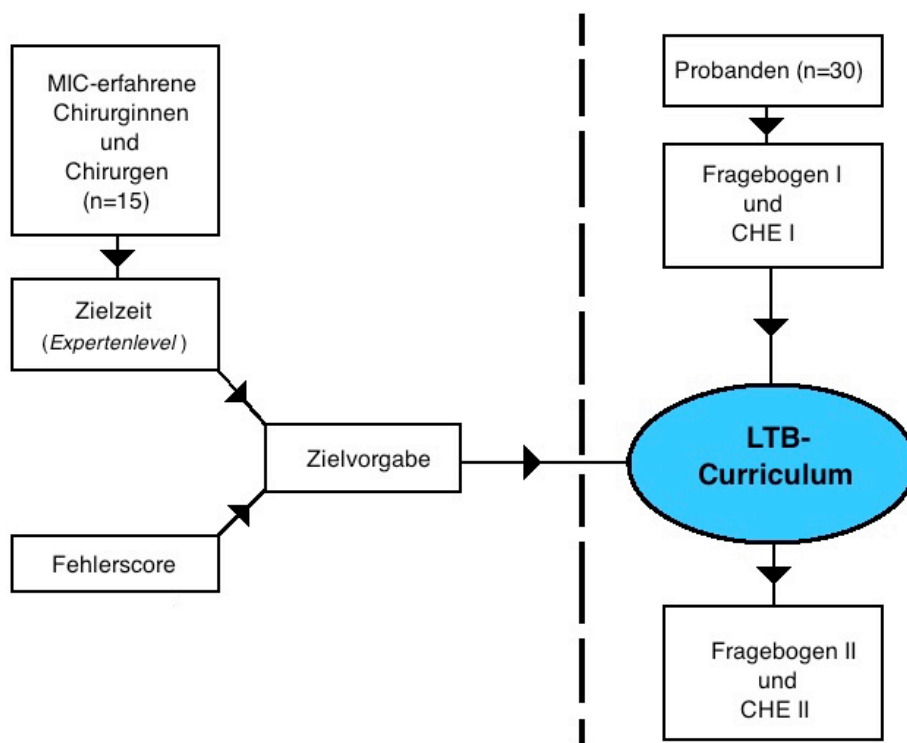 MIC-erfahrene
Chirurginnen
und
Chirurgen
(n=15)
Zielzeit
(Expertenlevel)
Fehlerscore
Zielvorgabe
Probanden (n=30)
Fragebogen I
und
CHE I
LTB-
Curriculum
Fragebogen II
und
CHE II